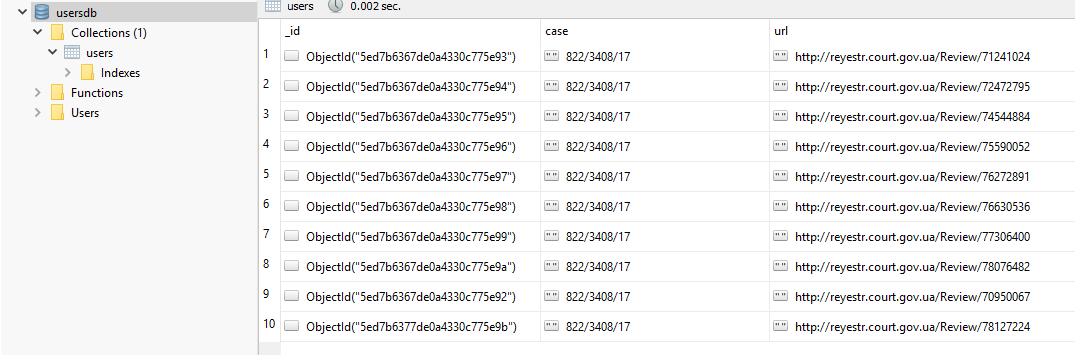 usersdb
Collections (1)
users
Indexes
Functions
Users
users 0.002 sec.
_id case url
1 ObjectId("5ed7b6367de0a4330c775e93") "" 822/3408/17 "" http://reyestr.court.gov.ua/Review/71241024
2 ObjectId("5ed7b6367de0a4330c775e94") "" 822/3408/17 "" http://reyestr.court.gov.ua/Review/72472795
3 ObjectId("5ed7b6367de0a4330c775e95") "" 822/3408/17 "" http://reyestr.court.gov.ua/Review/74544884
4 ObjectId("5ed7b6367de0a4330c775e96") "" 822/3408/17 "" http://reyestr.court.gov.ua/Review/75590052
5 ObjectId("5ed7b6367de0a4330c775e97") "" 822/3408/17 "" http://reyestr.court.gov.ua/Review/76272891
6 ObjectId("5ed7b6367de0a4330c775e98") "" 822/3408/17 "" http://reyestr.court.gov.ua/Review/76630536
7 ObjectId("5ed7b6367de0a4330c775e99") "" 822/3408/17 "" http://reyestr.court.gov.ua/Review/77306400
8 ObjectId("5ed7b6367de0a4330c775e9a") "" 822/3408/17 "" http://reyestr.court.gov.ua/Review/78076482
9 ObjectId("5ed7b6367de0a4330c775e92") "" 822/3408/17 "" http://reyestr.court.gov.ua/Review/70950067
10 ObjectId("5ed7b6377de0a4330c775e9b") "" 822/3408/17 "" http://reyestr.court.gov.ua/Review/78127224